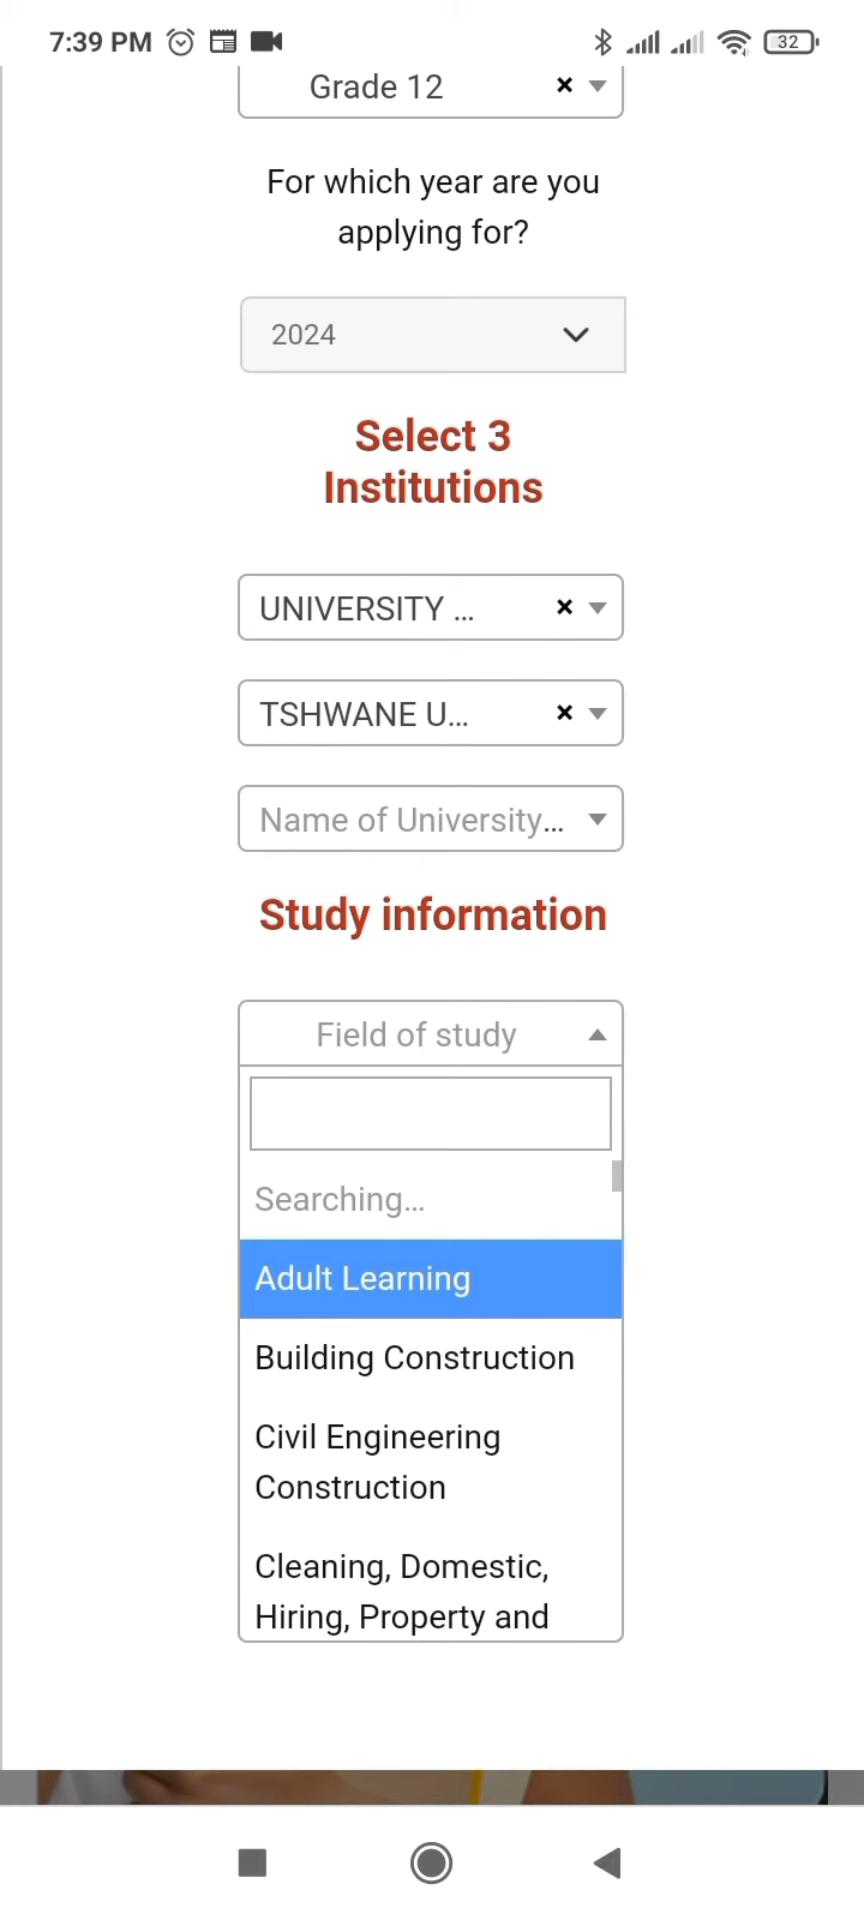 7:39 PM 32
Grade 12 ×
For which year are you
applying for?
2024
Select 3
Institutions
UNIVERSITY ... ×
TSHWANE U... ×
Name of University...
Study information
Field of study
Searching...
Adult Learning
Building Construction
Civil Engineering
Construction
Cleaning, Domestic,
Hiring, Property and